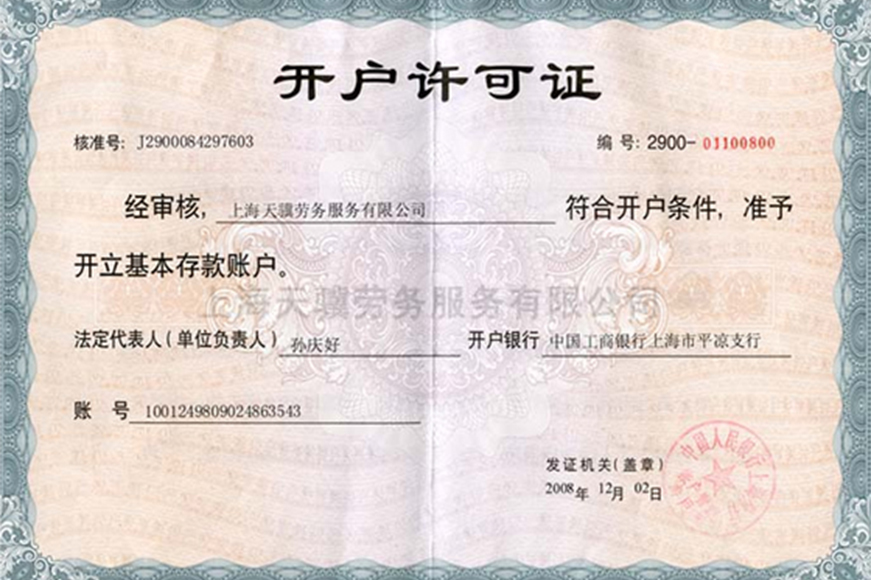 开户许可证
核准号: J2900084297603 编 号: 2900-01100800
经审核, 上海天骥劳务服务有限公司 符合开户条件, 准予
开立基本存款账户。
上海天骥劳务服务有限公司
法定代表人(单位负责人) 孙庆好 开户银行 中国工商银行上海市平凉支行
账 号 1001249809024863543
中国人民银行上海
发证机关(盖章)
2008年 12月 02日